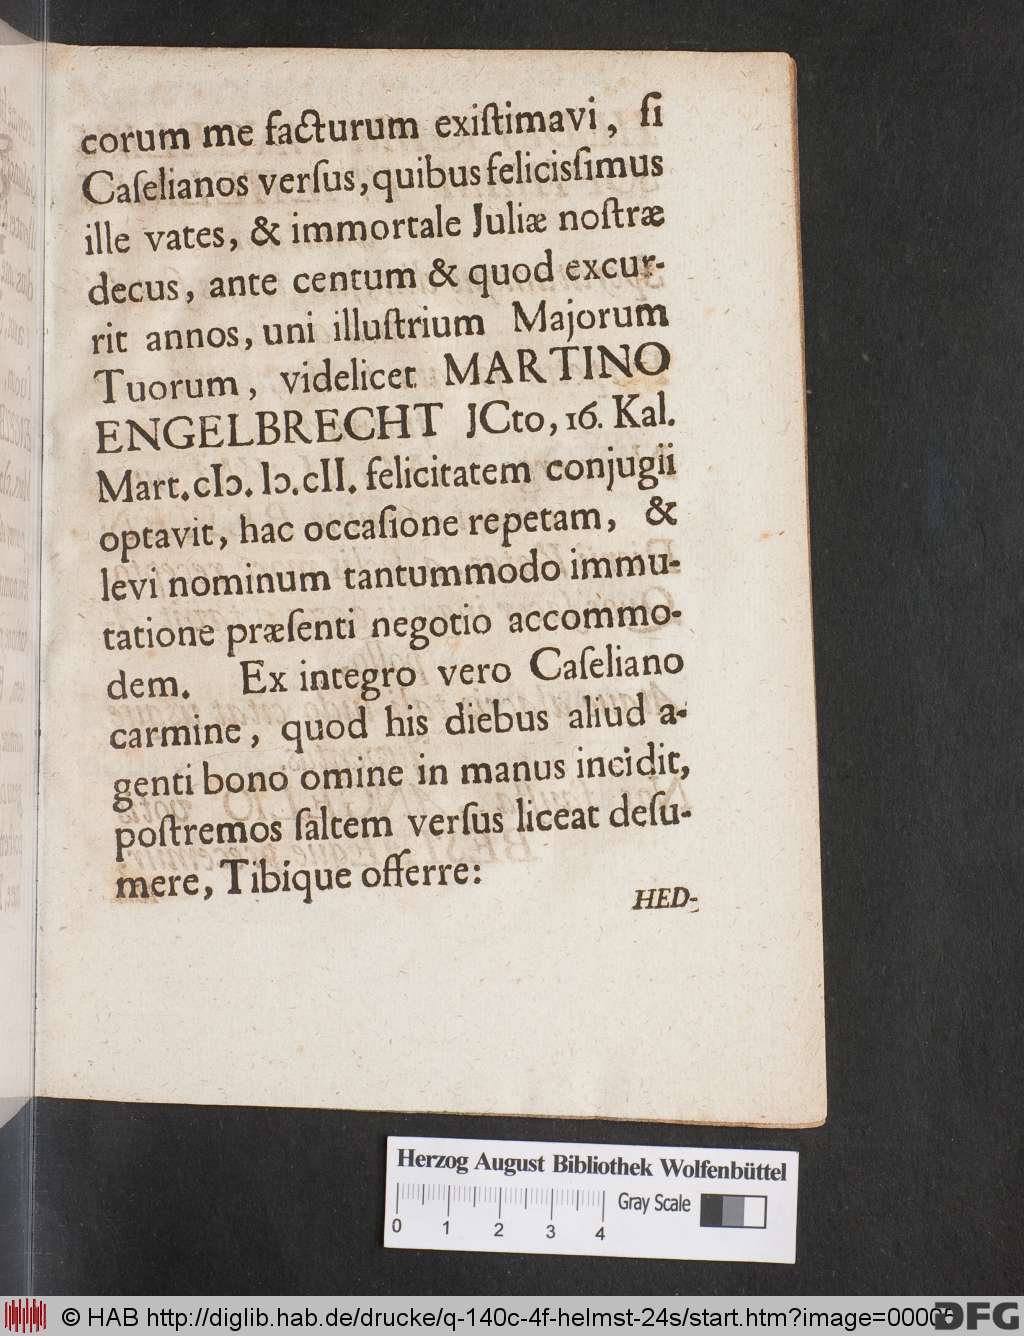 corum me facturum exiſtimavi, ſi
Caſelianos verſus, quibus felicisſimus
ille vates, & immortale Juliæ noſtræ
decus, ante centum & quod excur-
rit annos, uni illuſtrium Majorum
Tuorum, videlicet MARTINO
ENGELBRECHT JCto, 16. Kal.
Mart. cIↄ. Iↄ. cII. felicitatem conjugii
optavit, hac occaſione repetam, &
levi nominum tantummodo immu-
tatione præſenti negotio accommo-
dem. Ex integro vero Caſeliano
carmine, quod his diebus aliud a-
genti bono omine in manus incidit,
poſtremos ſaltem verſus liceat deſu-
mere, Tibique offerre:
HED-
Herzog August Bibliothek Wolfenbüttel
Gray Scale
0 1 2 3 4
© HAB http://diglib.hab.de/drucke/q-140c-4f-helmst-24s/start.htm?image=0000
DFG